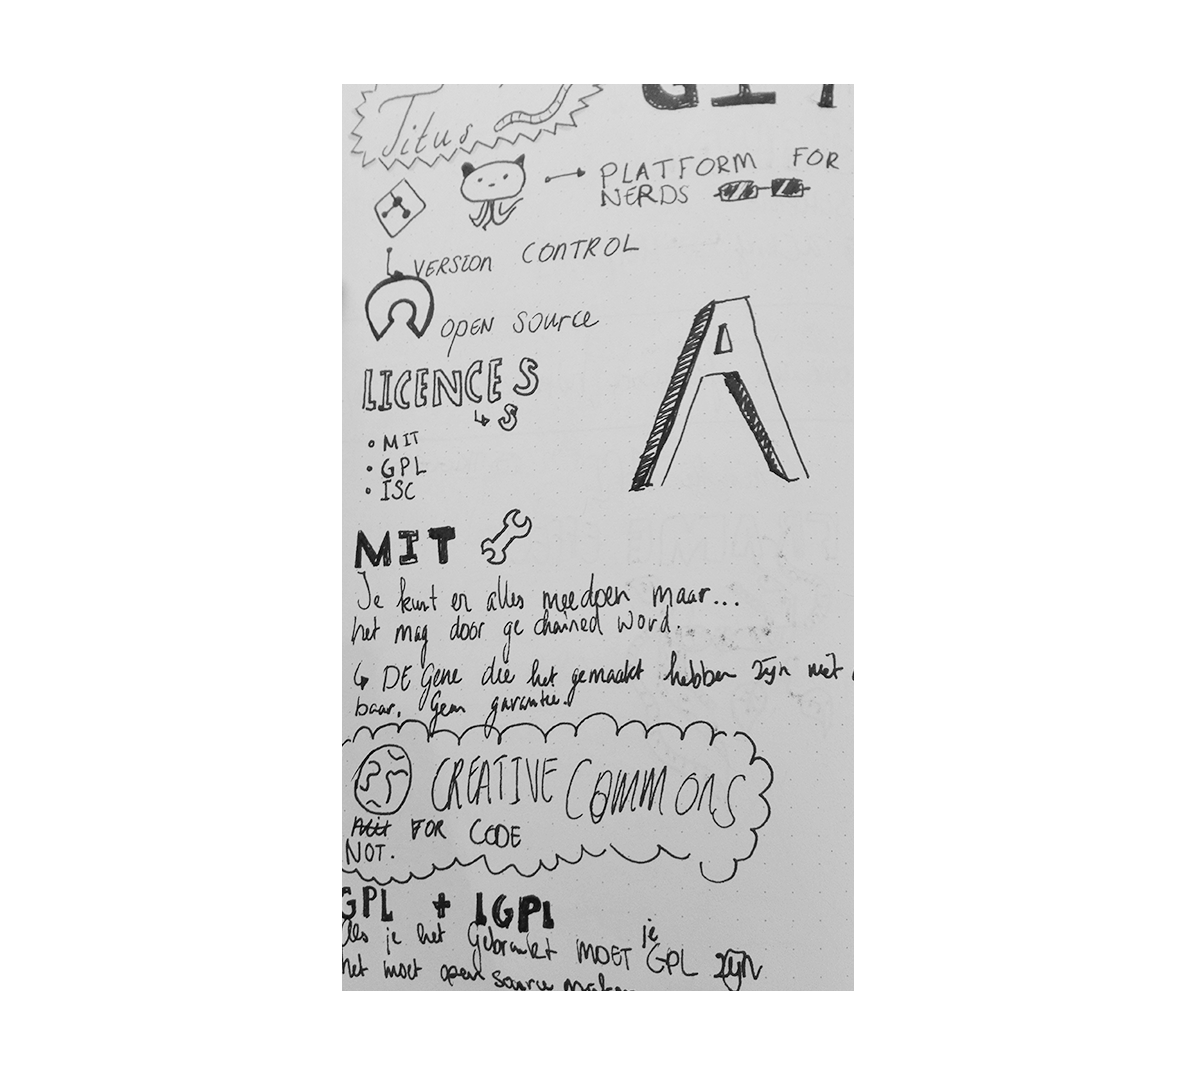 Titus
GIT
PLATFORM FOR
NERDS
VERSION CONTROL
OPEN Source
LICENCES
S
• MIT
• GPL
• ISC
A
MIT
Je kunt er alles meedoen maar...
het mag door ge chained word.
DE Gene die het gemaakt hebben zijn niet
baar. Geen garantie.
CREATIVE COMMONS
FOR CODE
NOT.
GPL + LGPL
Als je het Gebruikt MOET je GPL zijn
het moet open source maken